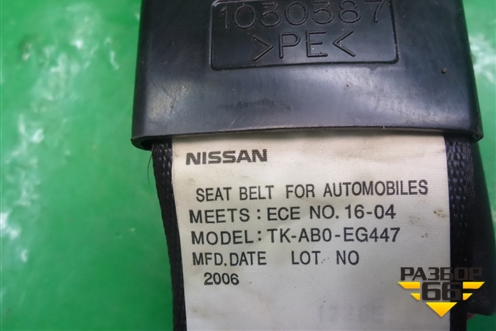 1030587
>PE<
NISSAN
SEAT BELT FOR AUTOMOBILES
MEETS: ECE NO. 16-04
MODEL: TK-AB0-EG447
MFD.DATE LOT NO
2006
РАЗБОР
66